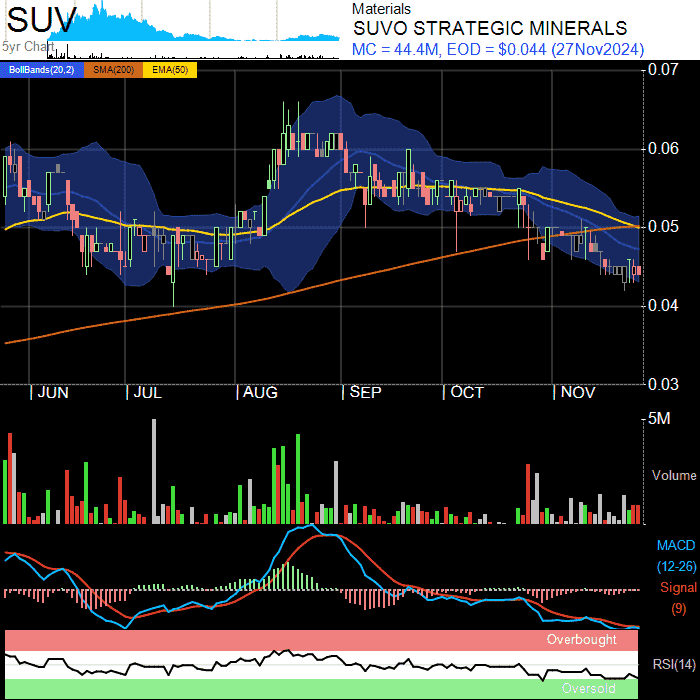 SUV
5yr Chart
Materials
SUVO STRATEGIC MINERALS
MC = 44.4M, EOD = $0.044 (27Nov2024)
BollBands(20,2) SMA(200) EMA(50)
0.07
0.06
0.05
0.04
0.03
JUN JUL AUG SEP OCT NOV
5M
Volume
MACD
(12-26)
Signal
(9)
Overbought
RSI(14)
Oversold